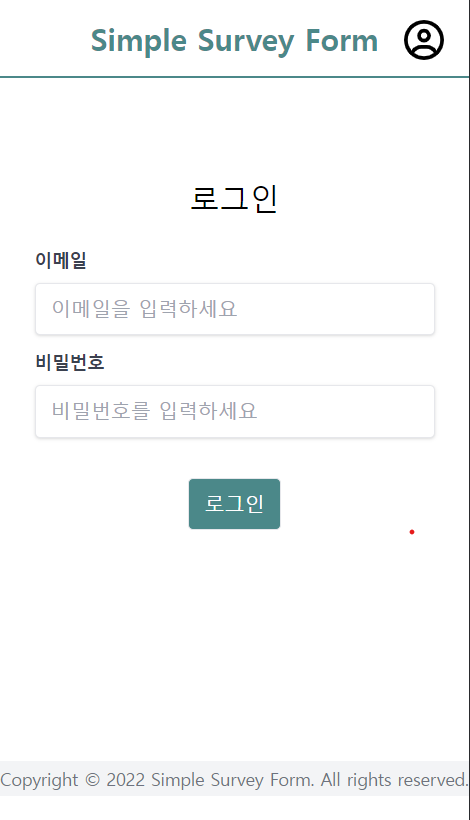 Simple Survey Form
로그인
이메일
이메일을 입력하세요
비밀번호
비밀번호를 입력하세요
로그인
Copyright © 2022 Simple Survey Form. All rights reserved.